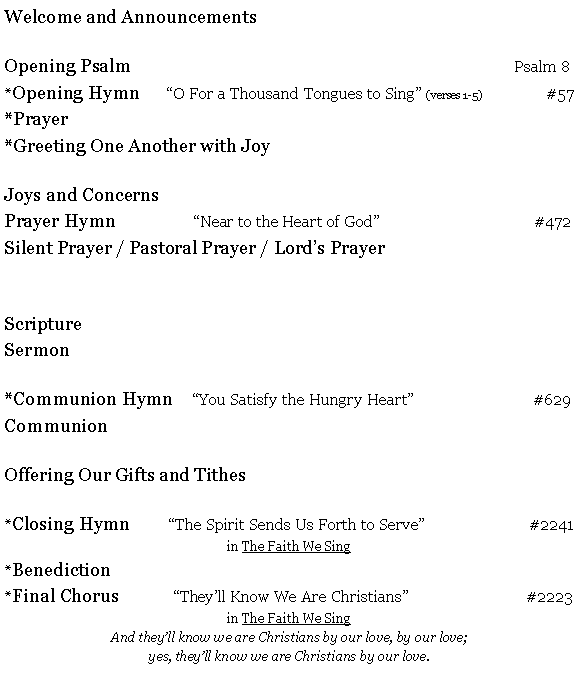 Welcome and Announcements
Opening Psalm Psalm 8
*Opening Hymn “O For a Thousand Tongues to Sing” (verses 1-5) #57
*Prayer
*Greeting One Another with Joy
Joys and Concerns
Prayer Hymn “Near to the Heart of God” #472
Silent Prayer / Pastoral Prayer / Lord’s Prayer
Scripture
Sermon
*Communion Hymn “You Satisfy the Hungry Heart” #629
Communion
Offering Our Gifts and Tithes
*Closing Hymn “The Spirit Sends Us Forth to Serve” #2241
in The Faith We Sing
*Benediction
*Final Chorus “They’ll Know We Are Christians” #2223
in The Faith We Sing
And they’ll know we are Christians by our love, by our love;
yes, they’ll know we are Christians by our love.